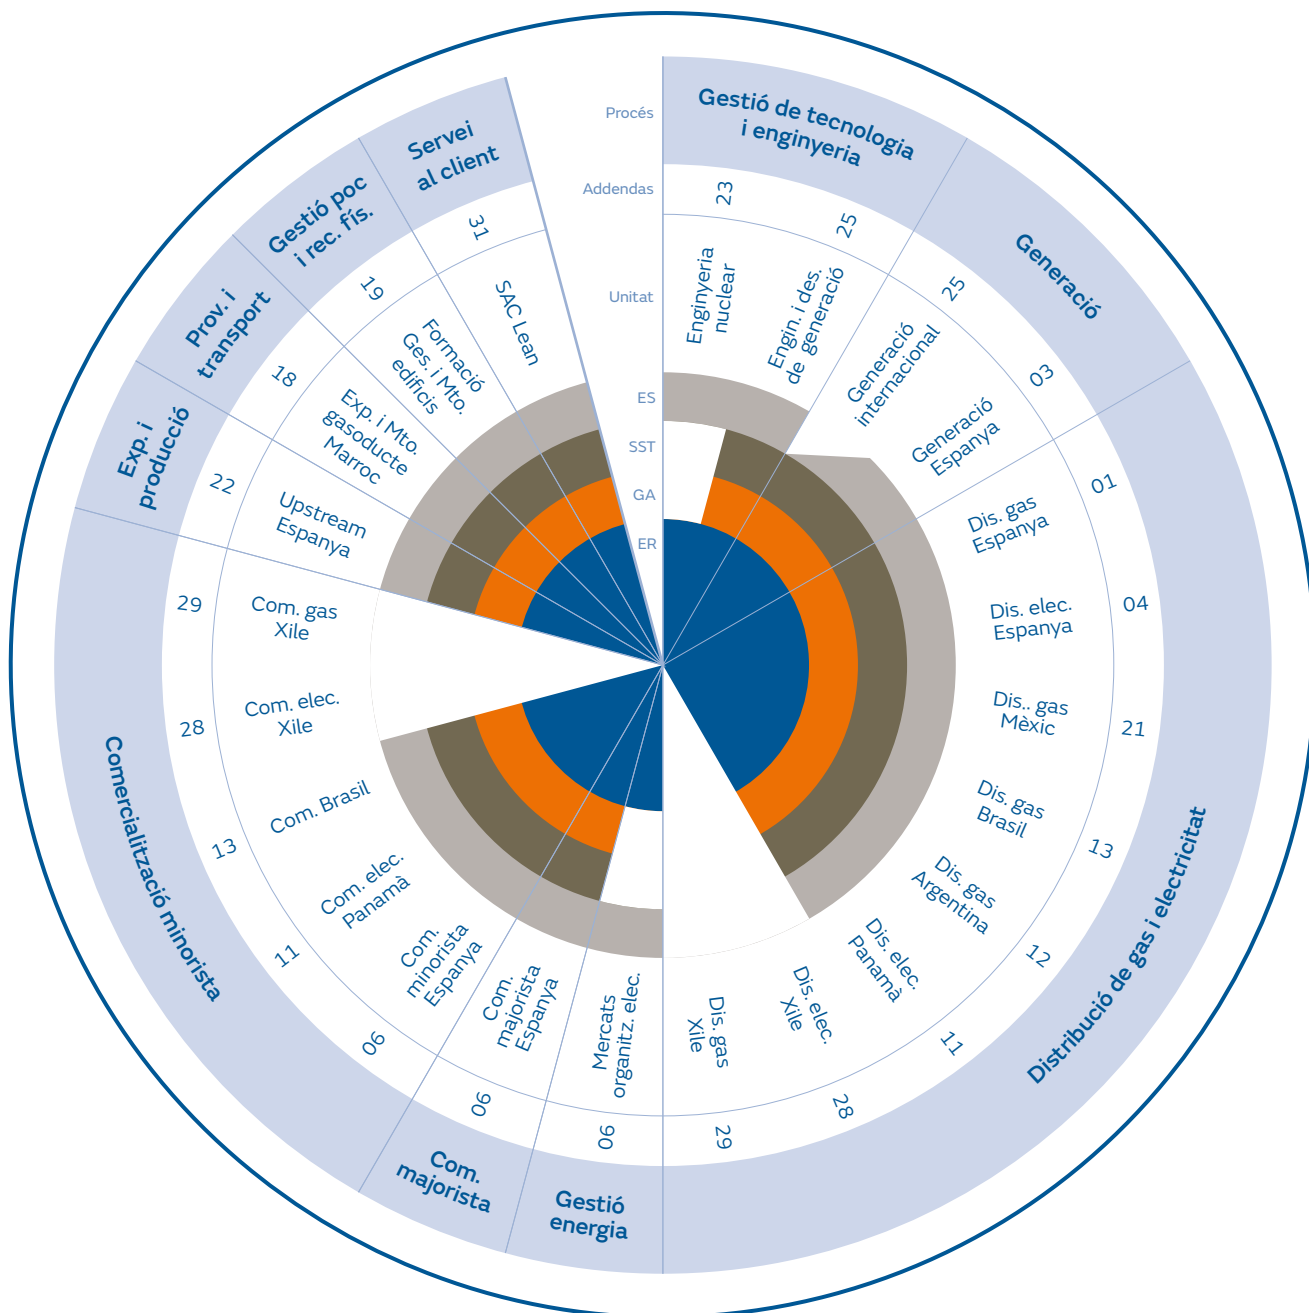 Procés
Addendas
Unitat
ES
SST
GA
ER
Gestió de tecnologia
i enginyeria
23
Enginyeria
nuclear
25
Engin. i des.
de generació
Generació
25
Generació
internacional
03
Generació
Espanya
Distribució de gas i electricitat
01
Dis. gas
Espanya
04
Dis. elec.
Espanya
21
Dis.. gas
Mèxic
13
Dis. gas
Brasil
12
Dis. gas
Argentina
11
Dis. elec.
Panamà
28
Dis. elec.
Xile
29
Dis. gas
Xile
Gestió
energia
06
Mercats
organitz. elec.
Com.
majorista
06
Com.
majorista
Espanya
Comercialització minorista
06
Com.
minorista
Espanya
11
Com. elec.
Panamà
13
Com. Brasil
28
Com. elec.
Xile
29
Com. gas
Xile
Exp. i
producció
22
Upstream
Espanya
Prov. i
transport
18
Exp. i Mto.
gasoducte
Marroc
Gestió poc
i rec. fís.
19
Formació
Ges. i Mto.
edificis
Servei
al client
31
SAC Lean